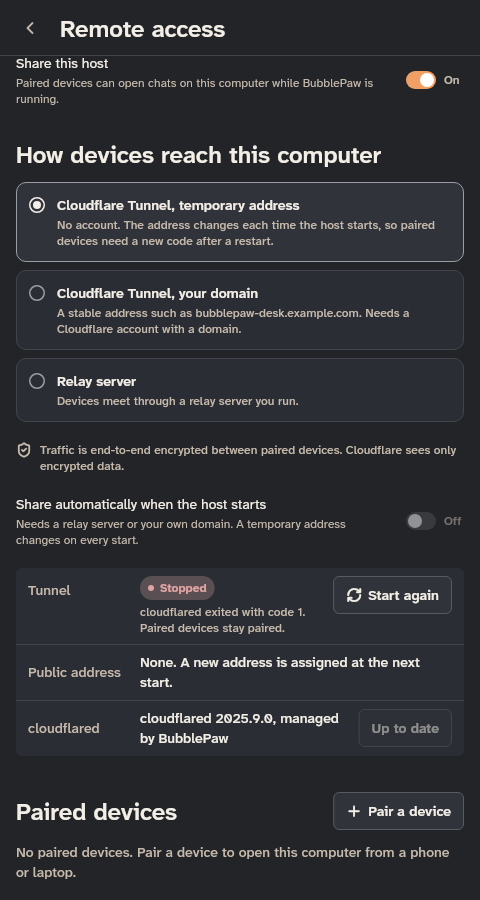 Remote access
Share this host
Paired devices can open chats on this computer while BubblePaw is
running.
On
How devices reach this computer
Cloudflare Tunnel, temporary address
No account. The address changes each time the host starts, so paired
devices need a new code after a restart.
Cloudflare Tunnel, your domain
A stable address such as bubblepaw-desk.example.com. Needs a
Cloudflare account with a domain.
Relay server
Devices meet through a relay server you run.
Traffic is end-to-end encrypted between paired devices. Cloudflare sees only
encrypted data.
Share automatically when the host starts
Needs a relay server or your own domain. A temporary address
changes on every start.
Off
Tunnel
Stopped
cloudflared exited with code 1.
Paired devices stay paired.
Start again
Public address
None. A new address is assigned at the next
start.
cloudflared
cloudflared 2025.9.0, managed
by BubblePaw
Up to date
Paired devices
Pair a device
No paired devices. Pair a device to open this computer from a phone
or laptop.